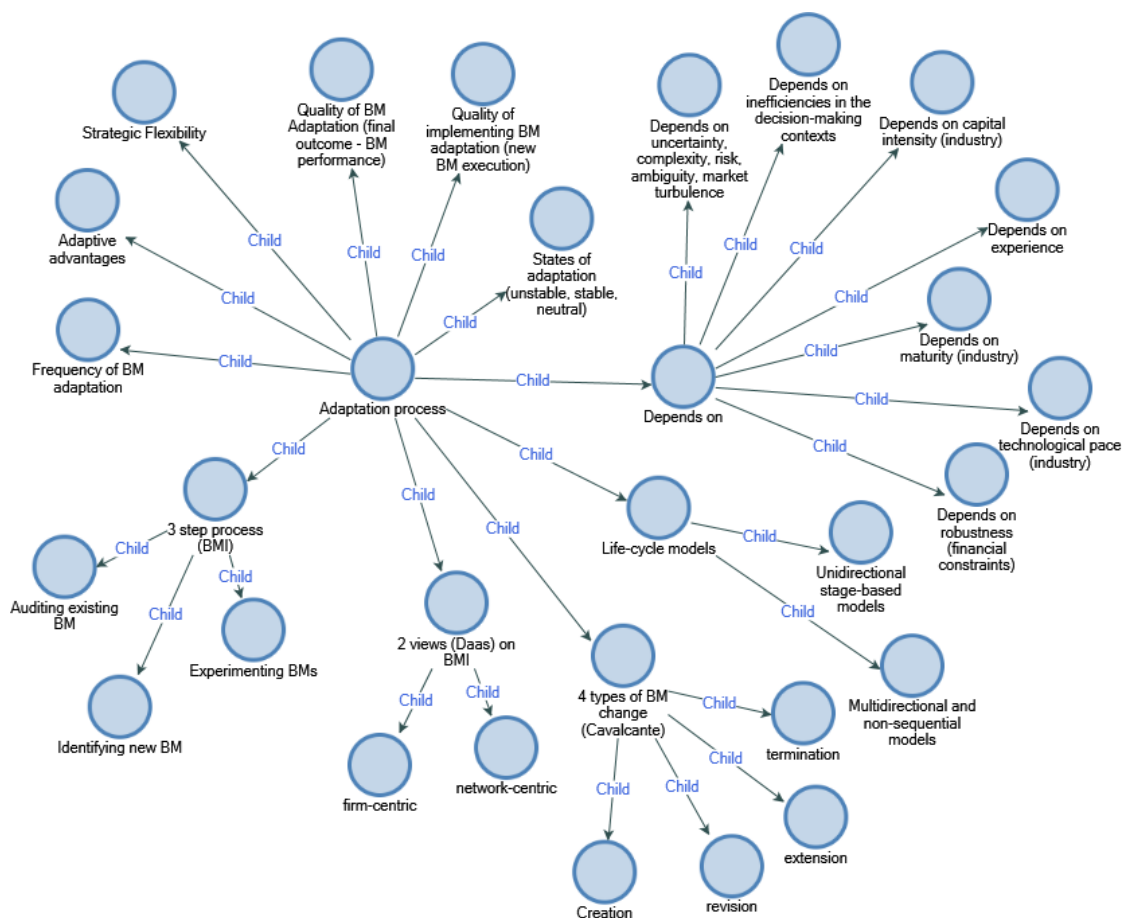 Strategic Flexibility
Quality of BM
Adaptation (final
outcome - BM
performance)
Quality of
implementing BM
adaptation (new
BM execution)
Depends on
uncertainty,
complexity, risk,
ambiguity, market
turbulence
Depends on
inefficiencies in the
decision-making
contexts
Depends on capital
intensity (industry)
Adaptive
advantages
Child
Child
Child
States of
adaptation
(unstable, stable,
neutral)
Child
Child
Child
Depends on
experience
Child
Child
Child
Frequency of BM
adaptation
Child
Child
Depends on
maturity (industry)
Adaptation process
Child
Depends on
Child
Depends on
technological pace
(industry)
Child
Child
Child
Child
Child
Depends on
robustness
(financial
constraints)
3 step process
(BMI)
Child
Life-cycle models
Child
Unidirectional
stage-based
models
Auditing existing
BM
Child
Child
Child
Experimenting BMs
Identifying new BM
2 views (Daas) on
BMI
Child
Child
firm-centric
network-centric
4 types of BM
change
(Cavalcante)
Child
Multidirectional and
non-sequential
models
termination
Child
Child
Child
Child
extension
Creation
revision